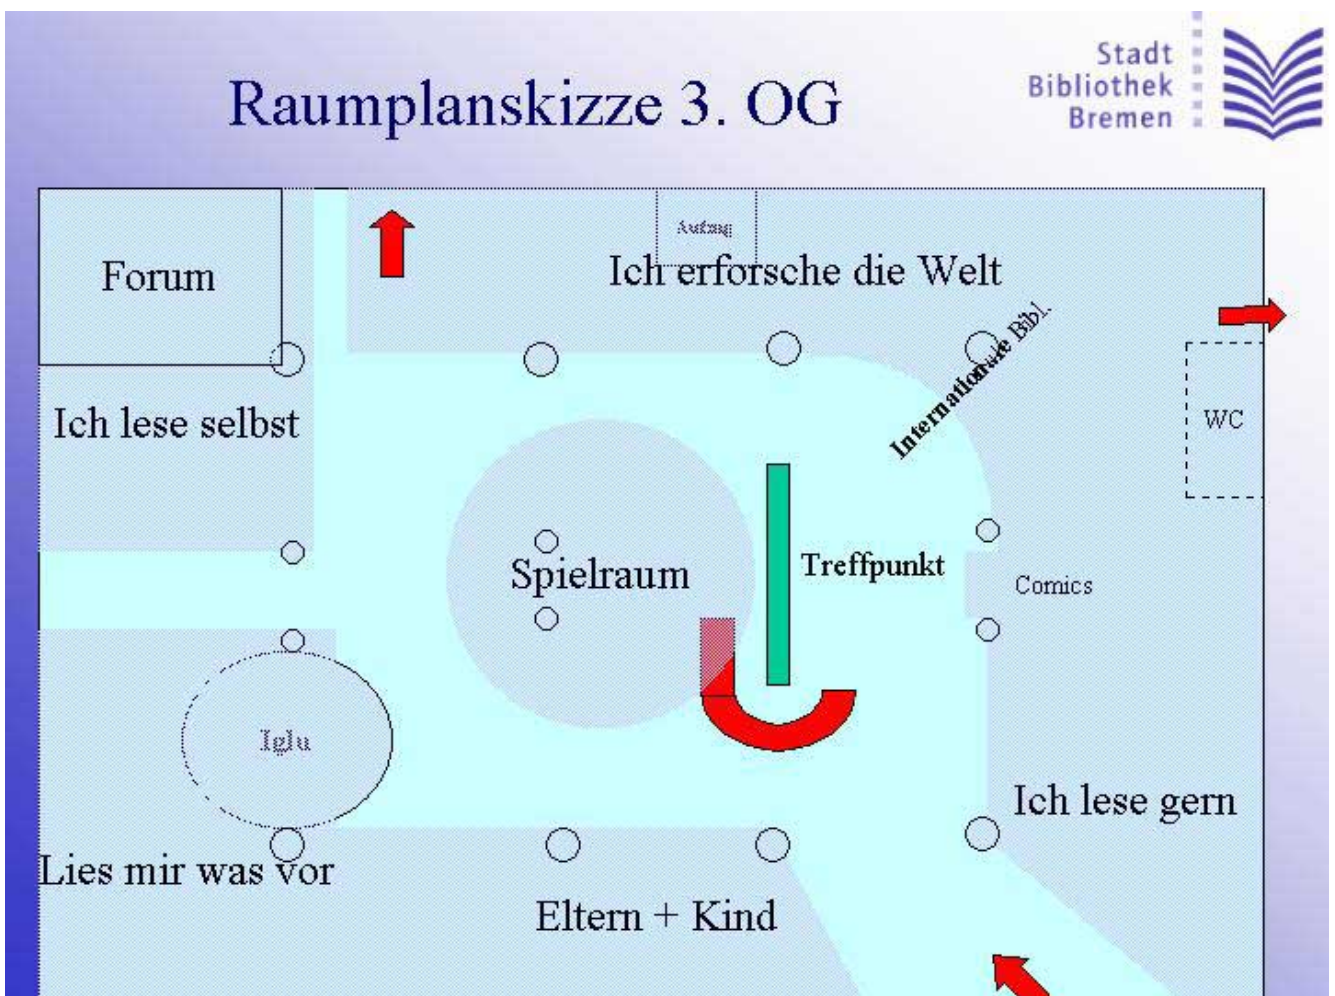 Raumplanskizze 3. OG
Stadt
Bibliothek
Bremen
Forum
Aufzug
Ich erforsche die Welt
Internationale Bibl.
Ich lese selbst
WC
Spielraum
Treffpunkt
Comics
Iglu
Ich lese gern
Lies mir was vor
Eltern + Kind